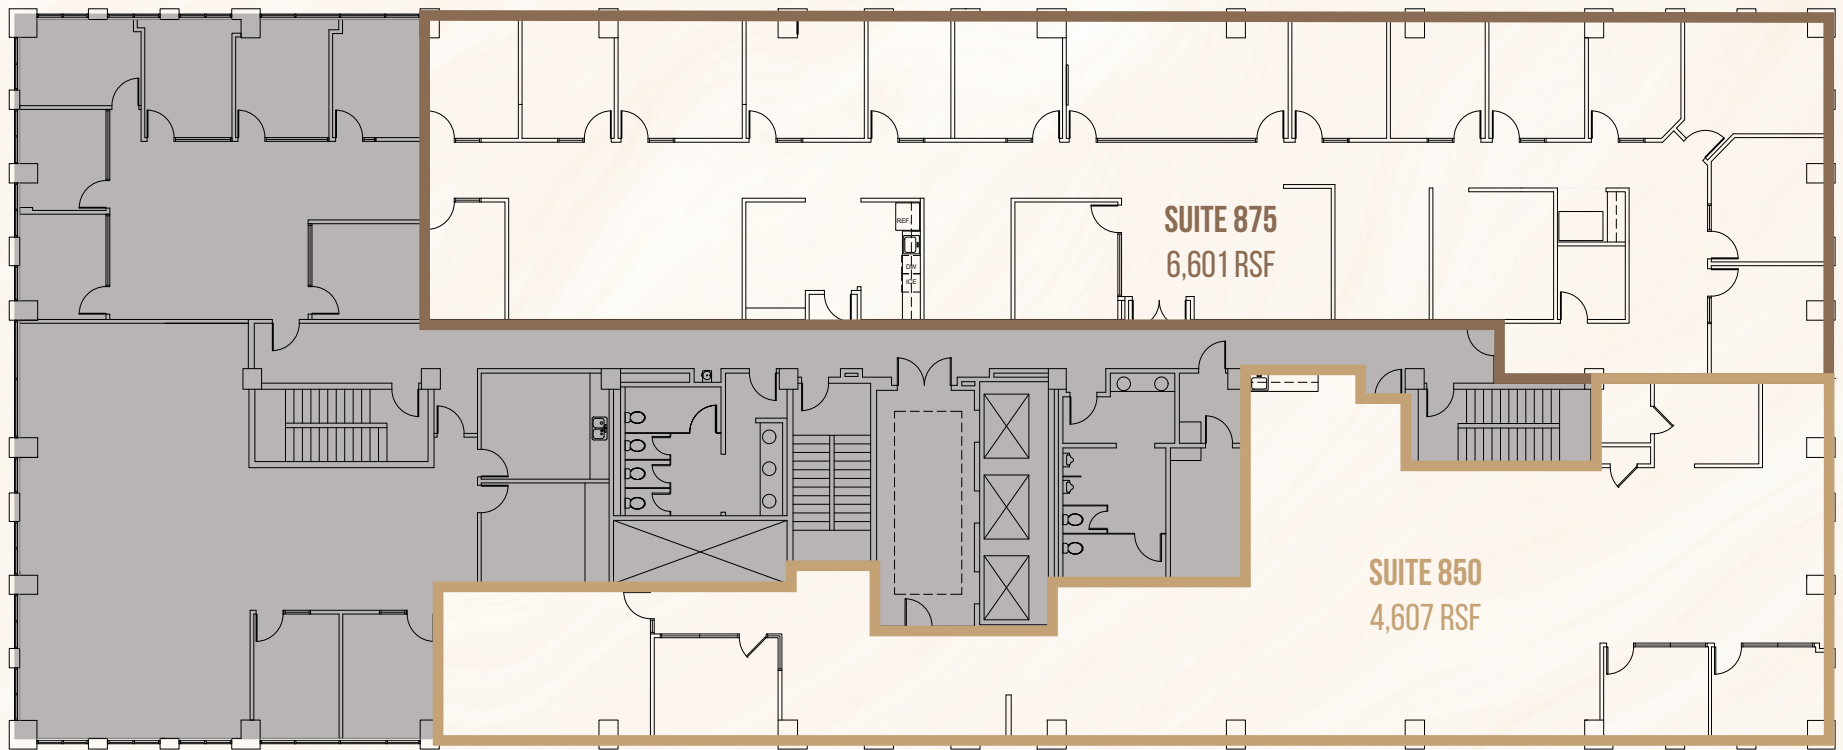 SUITE 875
6,601 RSF
REF.
DW
ICE
SUITE 850
4,607 RSF